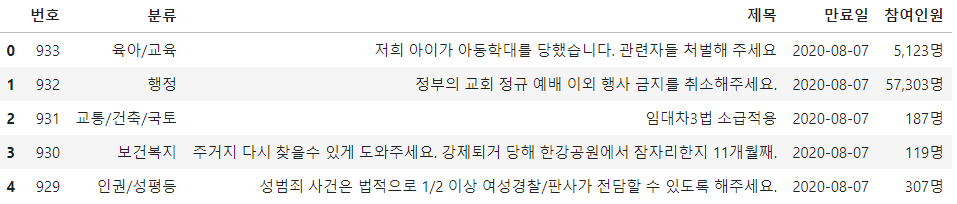 번호 분류 제목 만료일 참여인원
0 933 육아/교육 저희 아이가 아동학대를 당했습니다. 관련자들 처벌해 주세요 2020-08-07 5,123명
1 932 행정 정부의 교회 정규 예배 이외 행사 금지를 취소해주세요. 2020-08-07 57,303명
2 931 교통/건축/국토 임대차3법 소급적용 2020-08-07 187명
3 930 보건복지 주거지 다시 찾을수 있게 도와주세요. 강제퇴거 당해 한강공원에서 잠자리한지 11개월째. 2020-08-07 119명
4 929 인권/성평등 성범죄 사건은 법적으로 1/2 이상 여성경찰/판사가 전담할 수 있도록 해주세요. 2020-08-07 307명